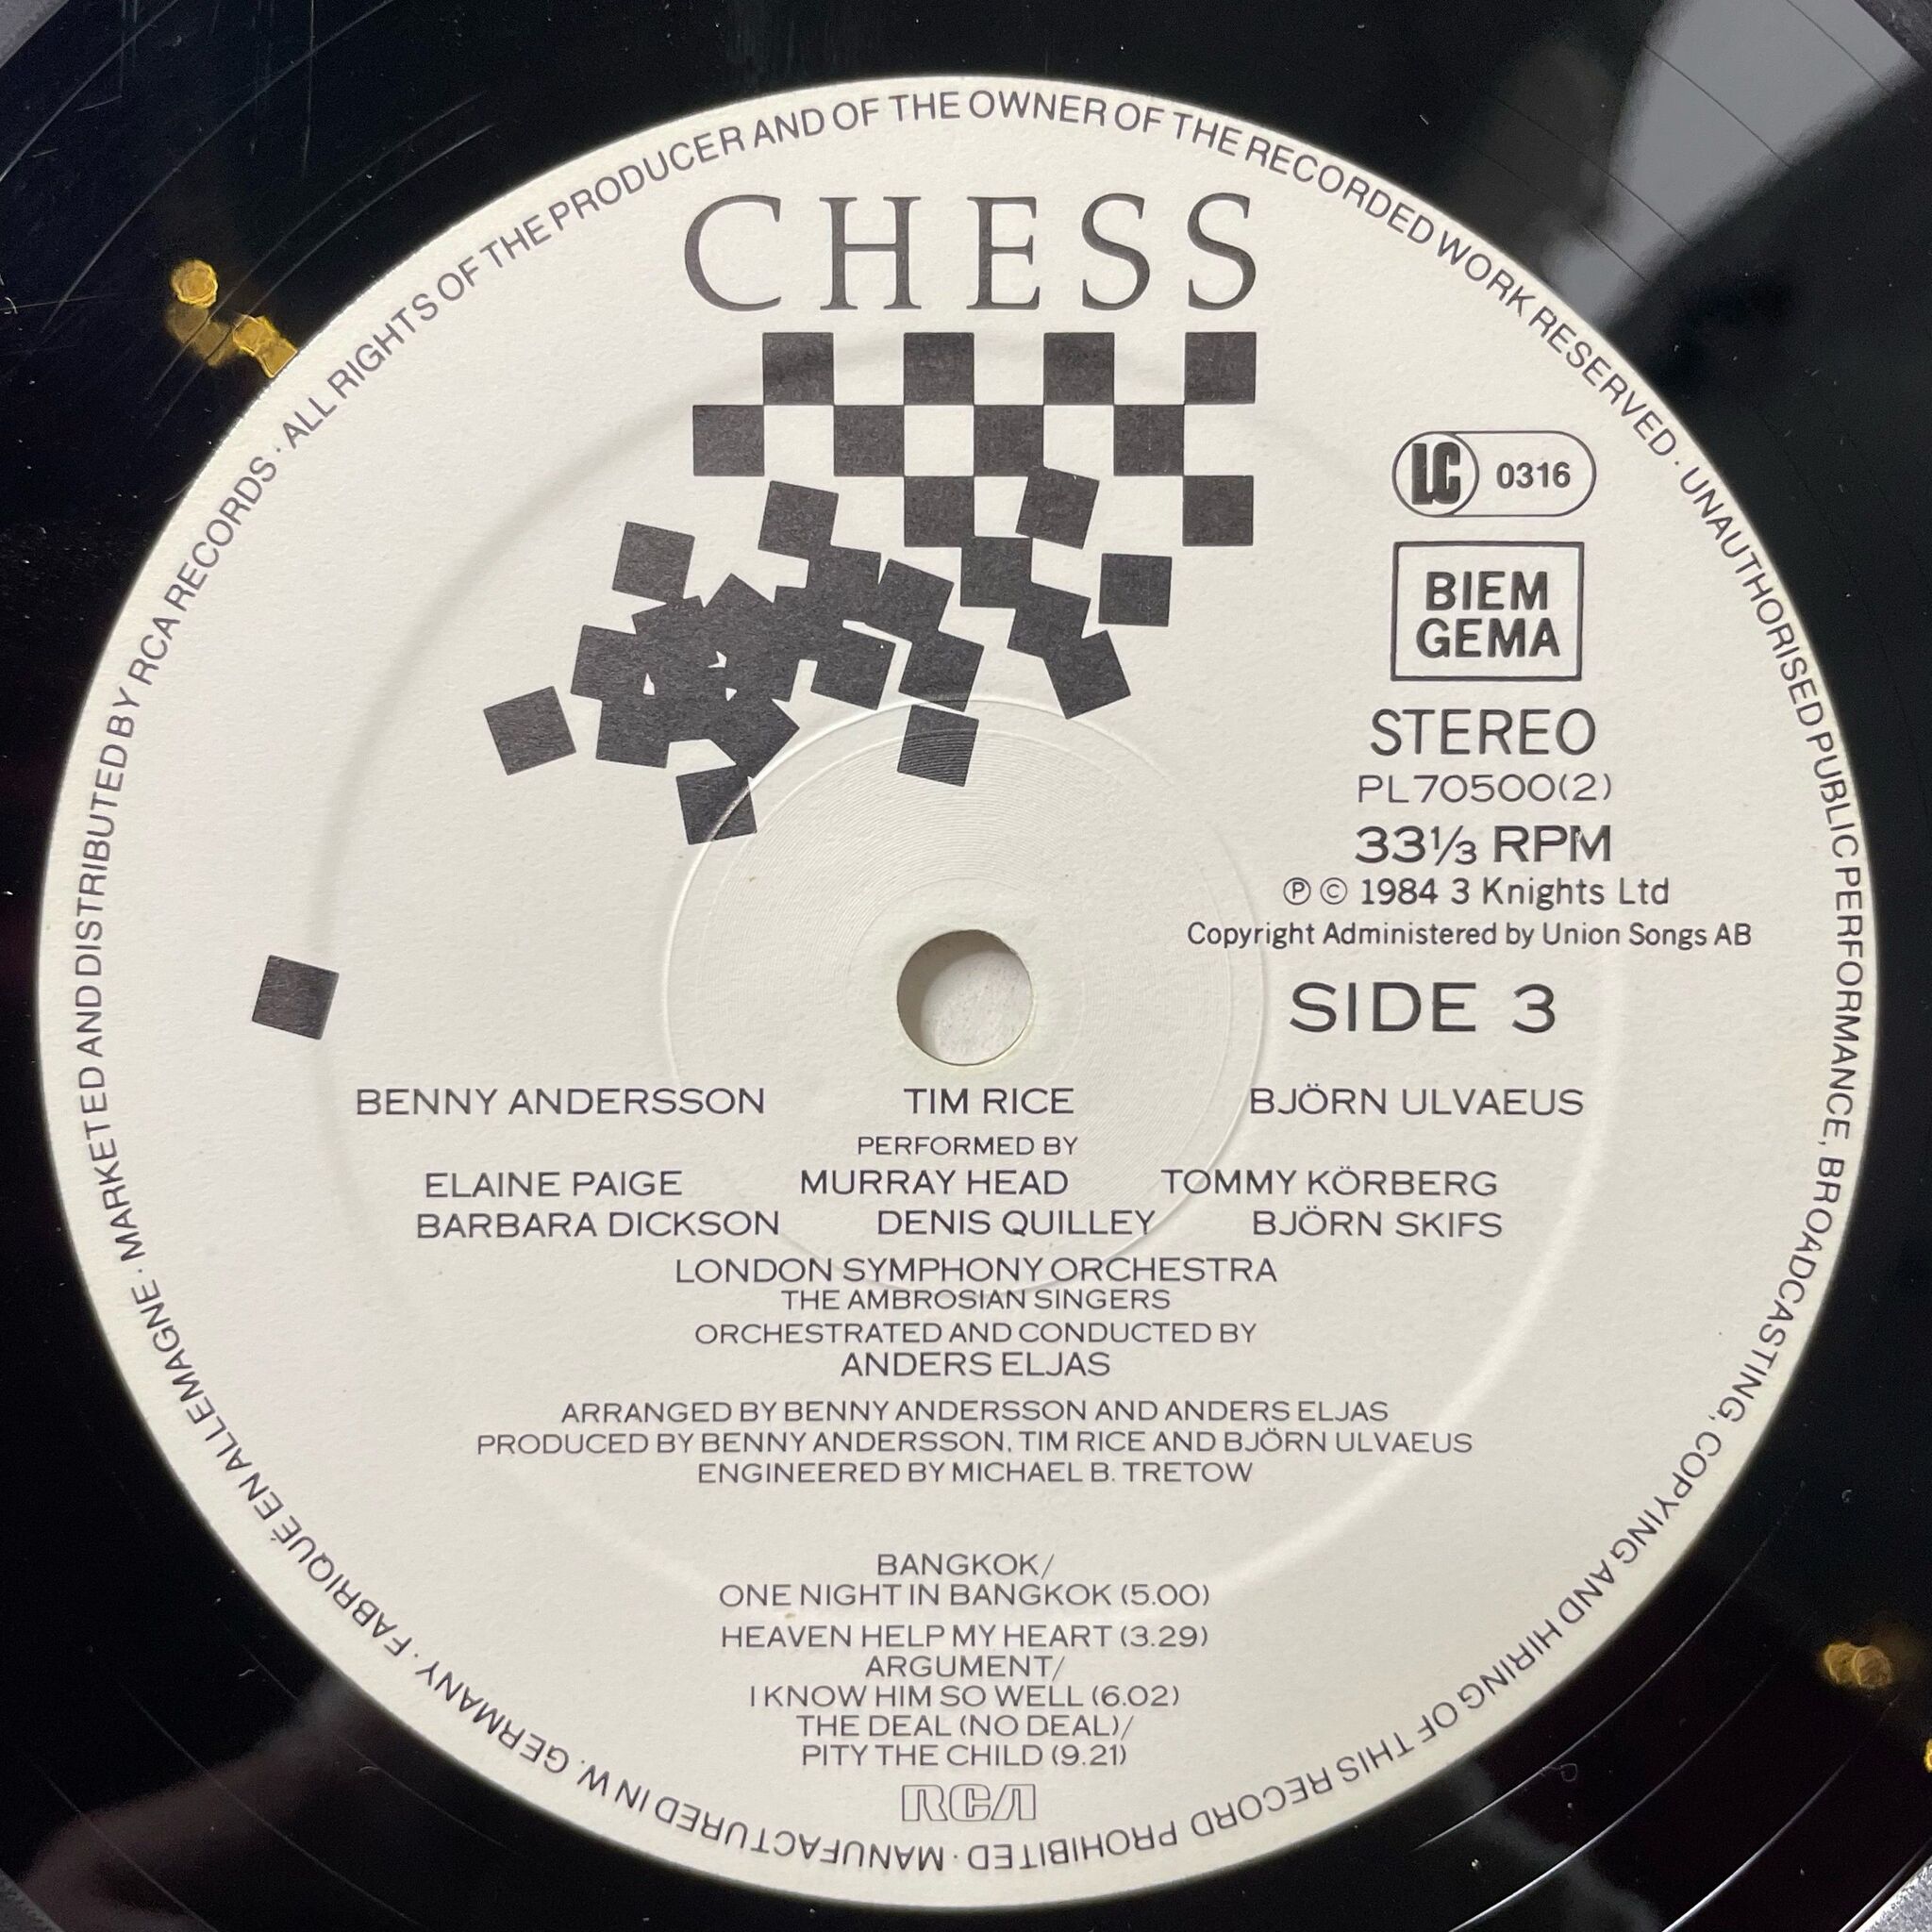 CHESS
LC 0316
BIEM
GEMA
STEREO
PL70500(2)
33⅓ RPM
Ⓟ © 1984 3 Knights Ltd
Copyright Administered by Union Songs AB
SIDE 3
BENNY ANDERSSON TIM RICE BJÖRN ULVAEUS
PERFORMED BY
ELAINE PAIGE MURRAY HEAD TOMMY KÖRBERG
BARBARA DICKSON DENIS QUILLEY BJÖRN SKIFS
LONDON SYMPHONY ORCHESTRA
THE AMBROSIAN SINGERS
ORCHESTRATED AND CONDUCTED BY
ANDERS ELJAS
ARRANGED BY BENNY ANDERSSON AND ANDERS ELJAS
PRODUCED BY BENNY ANDERSSON, TIM RICE AND BJÖRN ULVAEUS
ENGINEERED BY MICHAEL B. TRETOW
BANGKOK/
ONE NIGHT IN BANGKOK (5.00)
HEAVEN HELP MY HEART (3.29)
ARGUMENT/
I KNOW HIM SO WELL (6.02)
THE DEAL (NO DEAL)/
PITY THE CHILD (9.21)
RCA
MANUFACTURED IN W. GERMANY · FABRIQUÉ EN ALLEMAGNE · MARKETED AND DISTRIBUTED BY RCA RECORDS · ALL RIGHTS OF THE PRODUCER AND OF THE OWNER OF THE RECORDED WORK RESERVED · UNAUTHORISED PUBLIC PERFORMANCE, BROADCASTING, COPYING AND HIRING OF THIS RECORD PROHIBITED ·